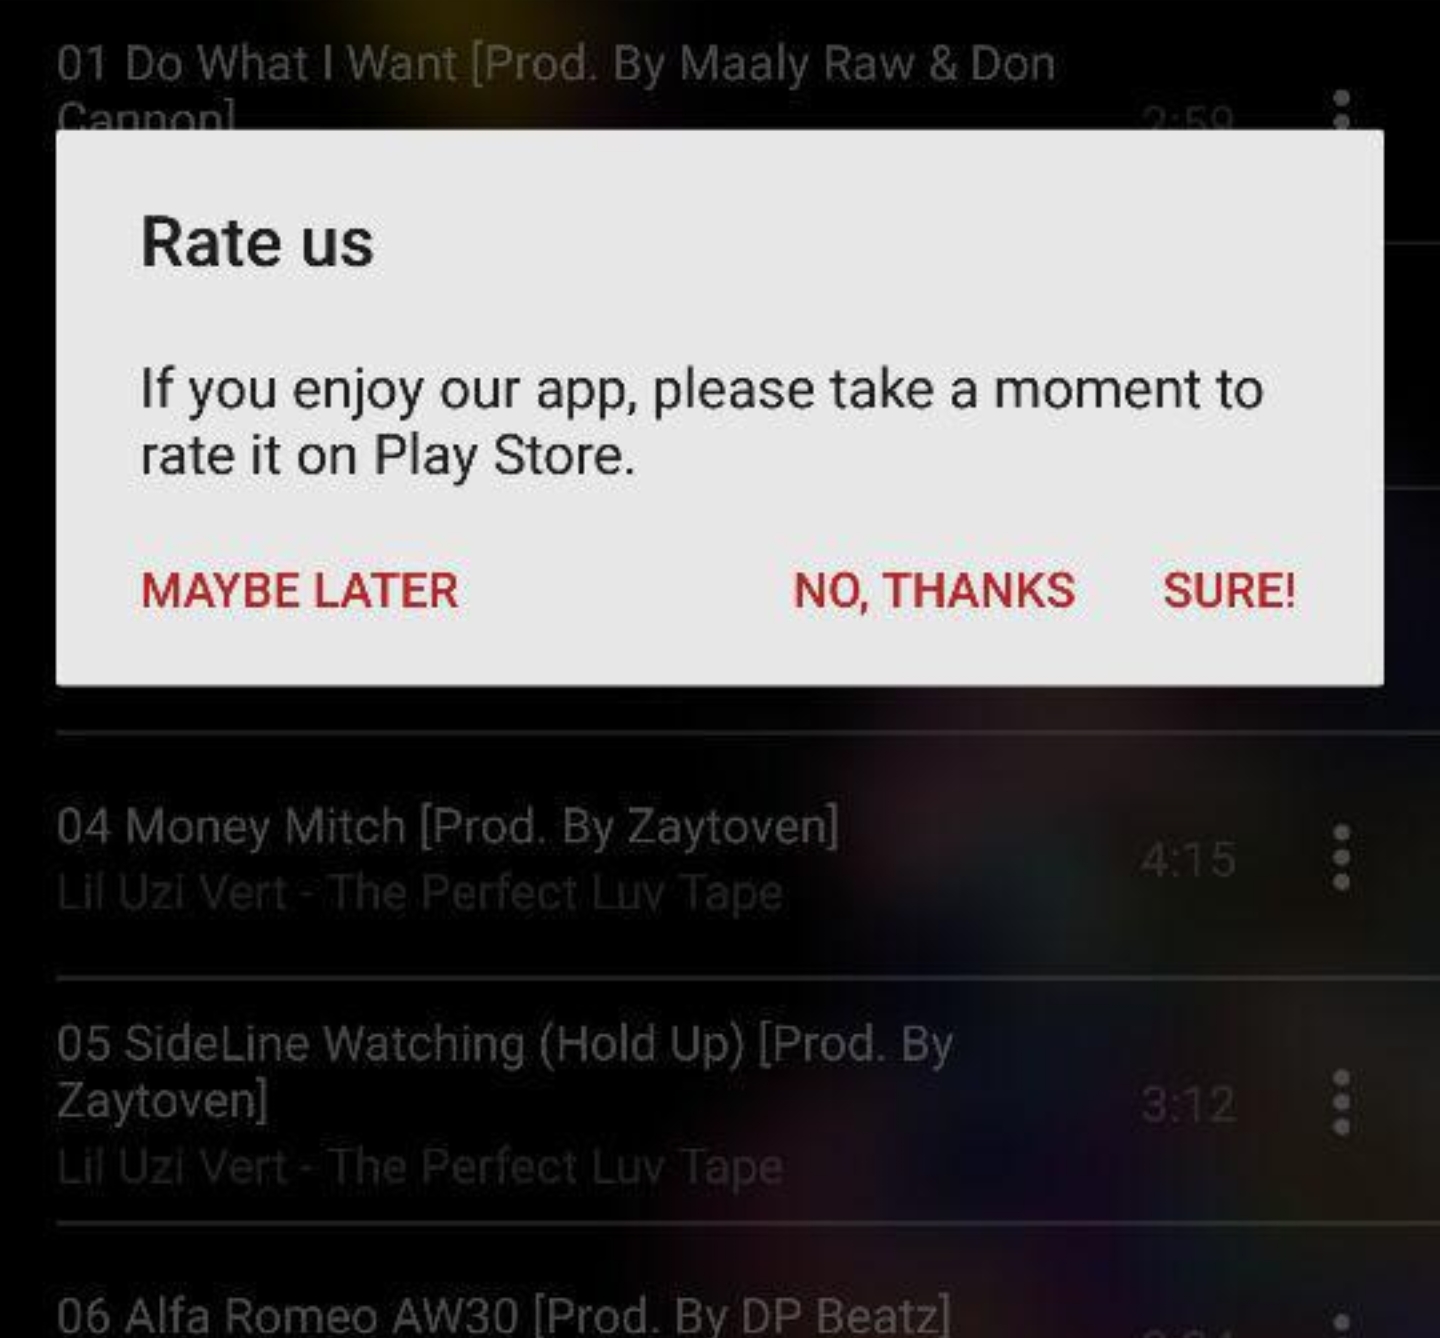 01 Do What I Want [Prod. By Maaly Raw & Don
Cannon]
2:59
Rate us
If you enjoy our app, please take a moment to
rate it on Play Store.
MAYBE LATER
NO, THANKS
SURE!
04 Money Mitch [Prod. By Zaytoven]
4:15
Lil Uzi Vert - The Perfect Luv Tape
05 SideLine Watching (Hold Up) [Prod. By
Zaytoven]
3:12
Lil Uzi Vert - The Perfect Luv Tape
06 Alfa Romeo AW30 [Prod. By DP Beatz]